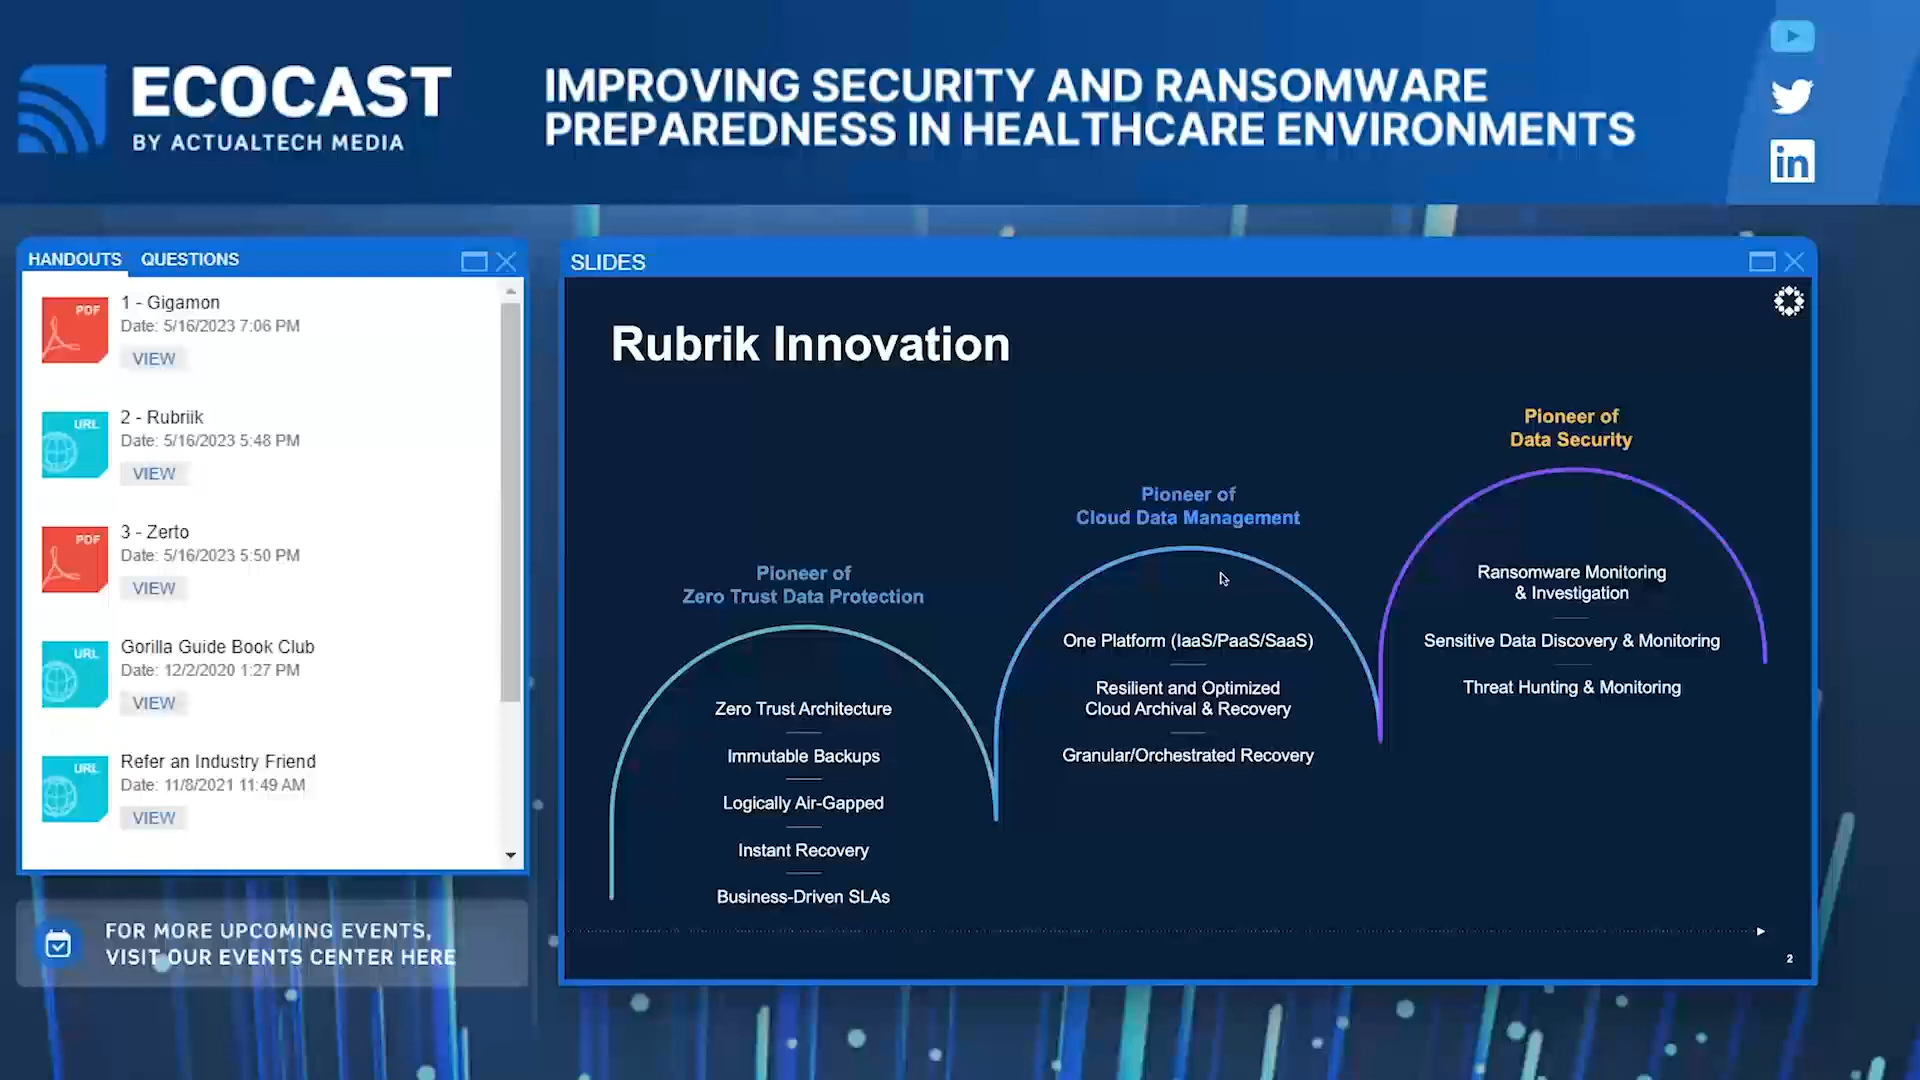 ECOCAST
BY ACTUALTECH MEDIA
IMPROVING SECURITY AND RANSOMWARE
PREPAREDNESS IN HEALTHCARE ENVIRONMENTS
in
HANDOUTS QUESTIONS
PDF
1 - Gigamon
Date: 5/16/2023 7:06 PM
VIEW
URL
2 - Rubriik
Date: 5/16/2023 5:48 PM
VIEW
PDF
3 - Zerto
Date: 5/16/2023 5:50 PM
VIEW
URL
Gorilla Guide Book Club
Date: 12/2/2020 1:27 PM
VIEW
URL
Refer an Industry Friend
Date: 11/8/2021 11:49 AM
VIEW
FOR MORE UPCOMING EVENTS,
VISIT OUR EVENTS CENTER HERE
SLIDES
Rubrik Innovation
Pioneer of
Zero Trust Data Protection
Zero Trust Architecture
Immutable Backups
Logically Air-Gapped
Instant Recovery
Business-Driven SLAs
Pioneer of
Cloud Data Management
One Platform (IaaS/PaaS/SaaS)
Resilient and Optimized
Cloud Archival & Recovery
Granular/Orchestrated Recovery
Pioneer of
Data Security
Ransomware Monitoring
& Investigation
Sensitive Data Discovery & Monitoring
Threat Hunting & Monitoring
2